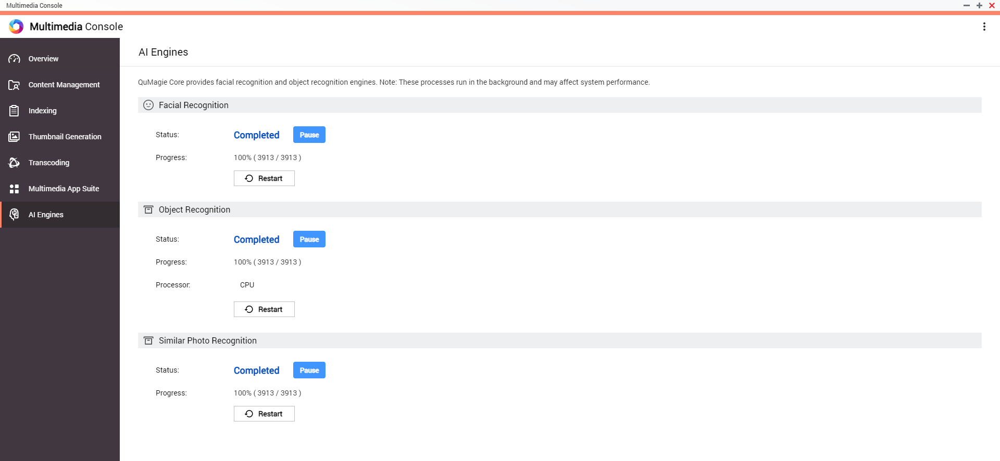 Multimedia Console
Multimedia Console
Overview
Content Management
Indexing
Thumbnail Generation
Transcoding
Multimedia App Suite
AI Engines
AI Engines
QuMagie Core provides facial recognition and object recognition engines. Note: These processes run in the background and may affect system performance.
Facial Recognition
Status: Completed Pause
Progress: 100% ( 3913 / 3913 )
Restart
Object Recognition
Status: Completed Pause
Progress: 100% ( 3913 / 3913 )
Processor: CPU
Restart
Similar Photo Recognition
Status: Completed Pause
Progress: 100% ( 3913 / 3913 )
Restart